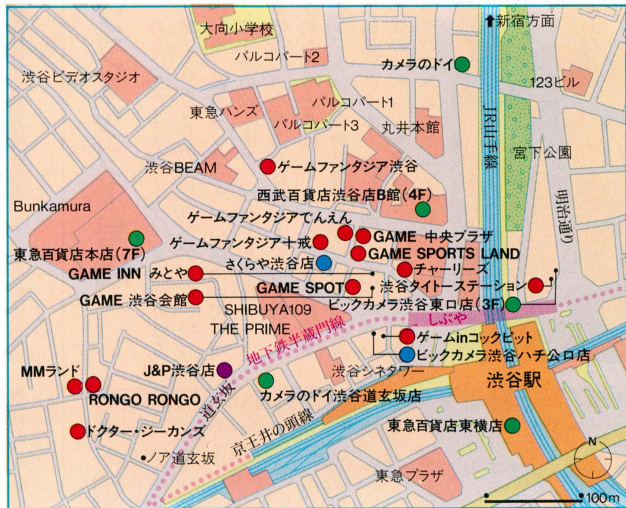 大向小学校
↑新宿方面
パルコパート2
カメラのドイ
渋谷ビデオスタジオ
123ビル
東急ハンズ
パルコパート1
パルコパート3
丸井本館
JR山手線
宮下公園
渋谷BEAM
ゲームファンタジア渋谷
明治通り
西武百貨店渋谷店B館(4F)
Bunkamura
ゲームファンタジアでんえん
GAME 中央プラザ
ゲームファンタジア十戒
東急百貨店本店(7F)
GAME SPORTS LAND
さくらや渋谷店
チャーリーズ
GAME INN みとや
渋谷タイトーステーション
GAME SPOT
GAME 渋谷会館
ビックカメラ渋谷東口店(3F)
SHIBUYA109
しぶや
THE PRIME
地下鉄半蔵門線
ゲームinコックピット
ビックカメラ渋谷ハチ公口店
MMランド
J&P渋谷店
渋谷シネタワー
渋谷駅
RONGO RONGO
道玄坂
カメラのドイ渋谷道玄坂店
ドクター・ジーカンズ
京王井の頭線
東急百貨店東横店
ノア道玄坂
東急プラザ
N
100m